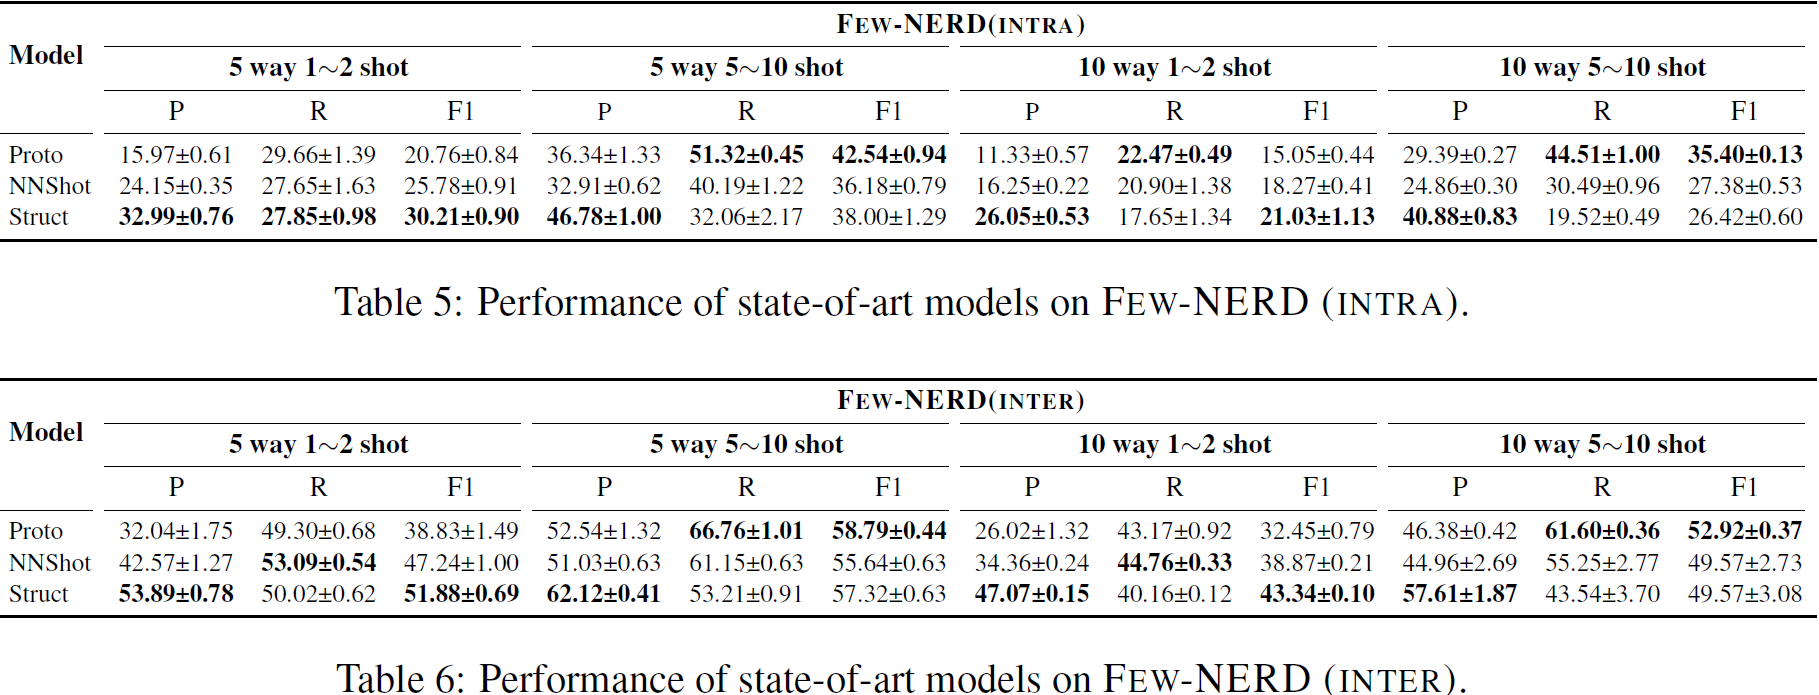 FEW-NERD(INTRA)
Model
5 way 1∼2 shot 5 way 5∼10 shot 10 way 1∼2 shot 10 way 5∼10 shot
P R F1 P R F1 P R F1 P R F1
Proto 15.97±0.61 29.66±1.39 20.76±0.84 36.34±1.33 51.32±0.45 42.54±0.94 11.33±0.57 22.47±0.49 15.05±0.44 29.39±0.27 44.51±1.00 35.40±0.13
NNShot 24.15±0.35 27.65±1.63 25.78±0.91 32.91±0.62 40.19±1.22 36.18±0.79 16.25±0.22 20.90±1.38 18.27±0.41 24.86±0.30 30.49±0.96 27.38±0.53
Struct 32.99±0.76 27.85±0.98 30.21±0.90 46.78±1.00 32.06±2.17 38.00±1.29 26.05±0.53 17.65±1.34 21.03±1.13 40.88±0.83 19.52±0.49 26.42±0.60
Table 5: Performance of state-of-art models on FEW-NERD (INTRA).
FEW-NERD(INTER)
Model
5 way 1∼2 shot 5 way 5∼10 shot 10 way 1∼2 shot 10 way 5∼10 shot
P R F1 P R F1 P R F1 P R F1
Proto 32.04±1.75 49.30±0.68 38.83±1.49 52.54±1.32 66.76±1.01 58.79±0.44 26.02±1.32 43.17±0.92 32.45±0.79 46.38±0.42 61.60±0.36 52.92±0.37
NNShot 42.57±1.27 53.09±0.54 47.24±1.00 51.03±0.63 61.15±0.63 55.64±0.63 34.36±0.24 44.76±0.33 38.87±0.21 44.96±2.69 55.25±2.77 49.57±2.73
Struct 53.89±0.78 50.02±0.62 51.88±0.69 62.12±0.41 53.21±0.91 57.32±0.63 47.07±0.15 40.16±0.12 43.34±0.10 57.61±1.87 43.54±3.70 49.57±3.08
Table 6: Performance of state-of-art models on FEW-NERD (INTER).